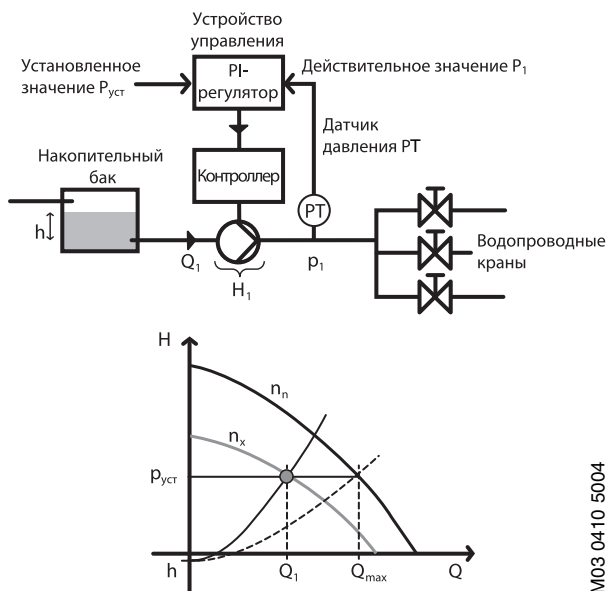 Устройство
управления
Установленное
значение Pуст
PI-
регулятор
Действительное значение P1
Датчик
давления PT
Накопительный
бак
Контроллер
PT
h
Q1
H1
p1
Водопроводные
краны
H
nn
nx
pуст
h
Q1
Qmax
Q
TM03 0410 5004